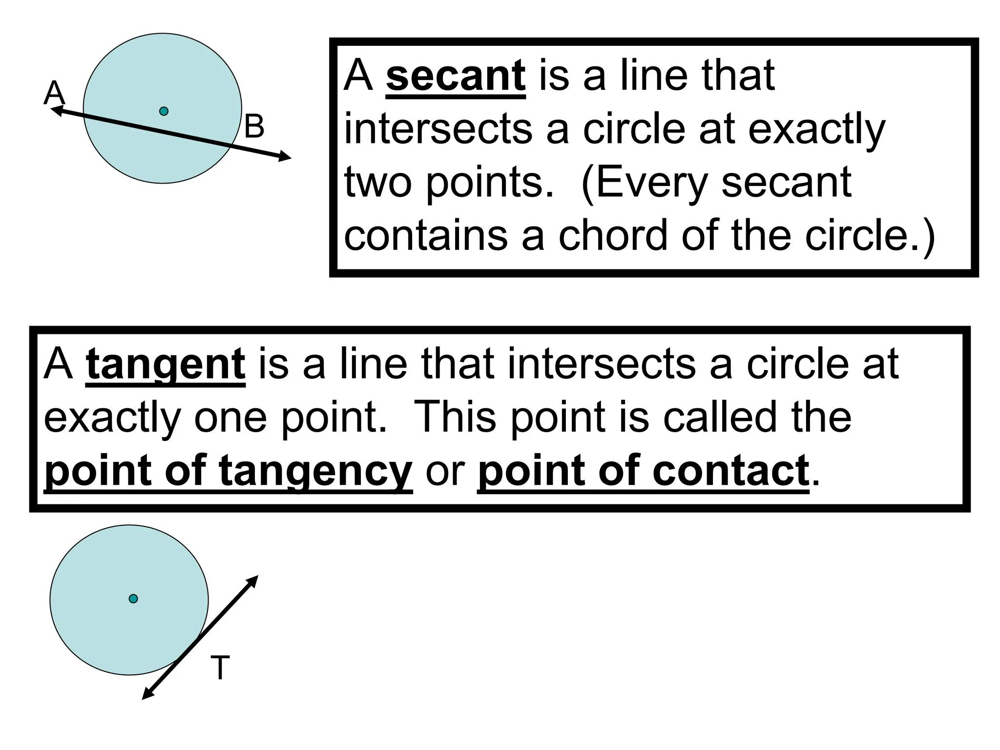 A
B
A secant is a line that
intersects a circle at exactly
two points.  (Every secant
contains a chord of the circle.)
A tangent is a line that intersects a circle at
exactly one point.  This point is called the
point of tangency or point of contact.
T